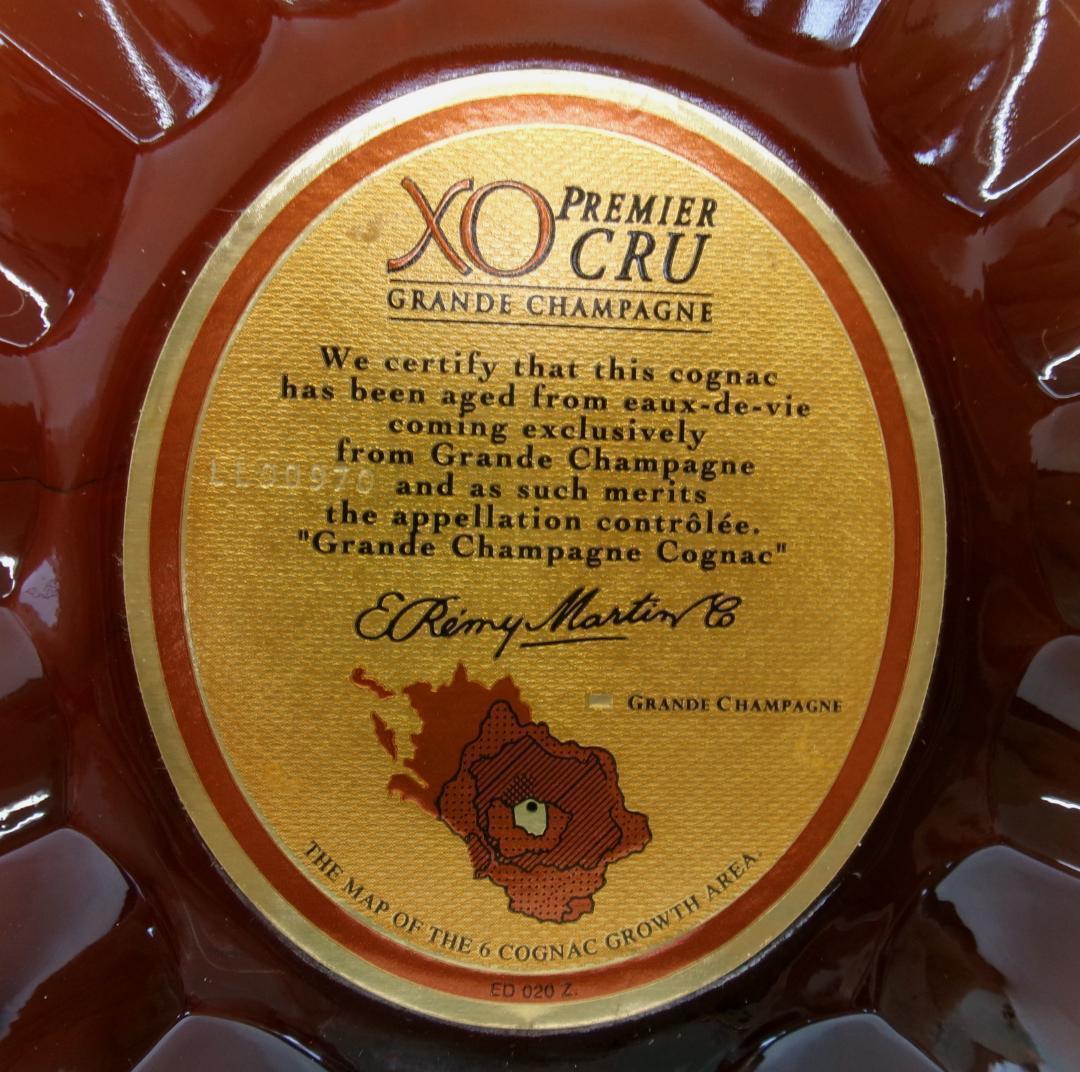 XO PREMIER CRU
GRANDE CHAMPAGNE
We certify that this cognac
has been aged from eaux-de-vie
coming exclusively
from Grande Champagne
LE00970
and as such merits
the appellation contrôlée.
"Grande Champagne Cognac"
E. Rémy Martin & Co
GRANDE CHAMPAGNE
THE MAP OF THE 6 COGNAC GROWTH AREA.
ED 020 Z.